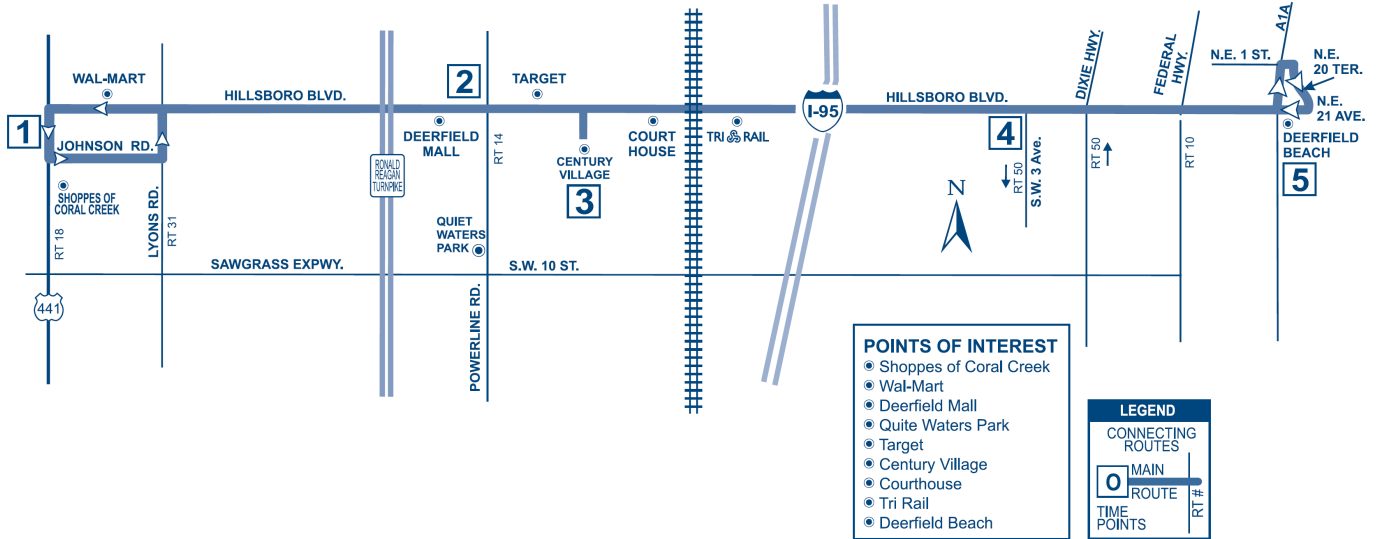 A1A
WAL-MART
2
TARGET
DIXIE HWY.
FEDERAL
HWY.
N.E. 1 ST.
N.E.
20 TER.
HILLSBORO BLVD.
I-95
HILLSBORO BLVD.
N.E.
21 AVE.
1
JOHNSON RD.
DEERFIELD
MALL
RT 14
CENTURY
VILLAGE
3
COURT
HOUSE
TRI RAIL
4
RT 50
S.W. 3 Ave.
RT 50
RT 10
DEERFIELD
BEACH
5
RONALD
REAGAN
TURNPIKE
SHOPPES OF
CORAL CREEK
RT 18
LYONS RD.
RT 31
QUIET
WATERS
PARK
N
SAWGRASS EXPWY.
S.W. 10 ST.
441
POWERLINE RD.
POINTS OF INTEREST
Shoppes of Coral Creek
Wal-Mart
Deerfield Mall
Quite Waters Park
Target
Century Village
Courthouse
Tri Rail
Deerfield Beach
LEGEND
CONNECTING
ROUTES
O
MAIN
ROUTE
TIME
POINTS
RT #